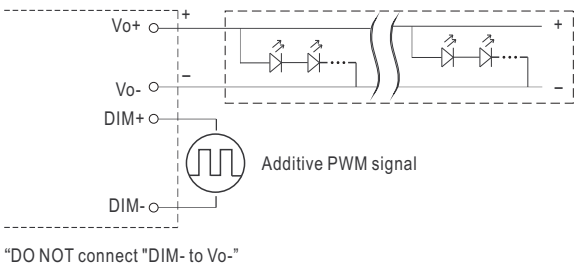 Vo+
+
+
Vo-
–
–
DIM+
Additive PWM signal
DIM-
“DO NOT connect "DIM- to Vo-”